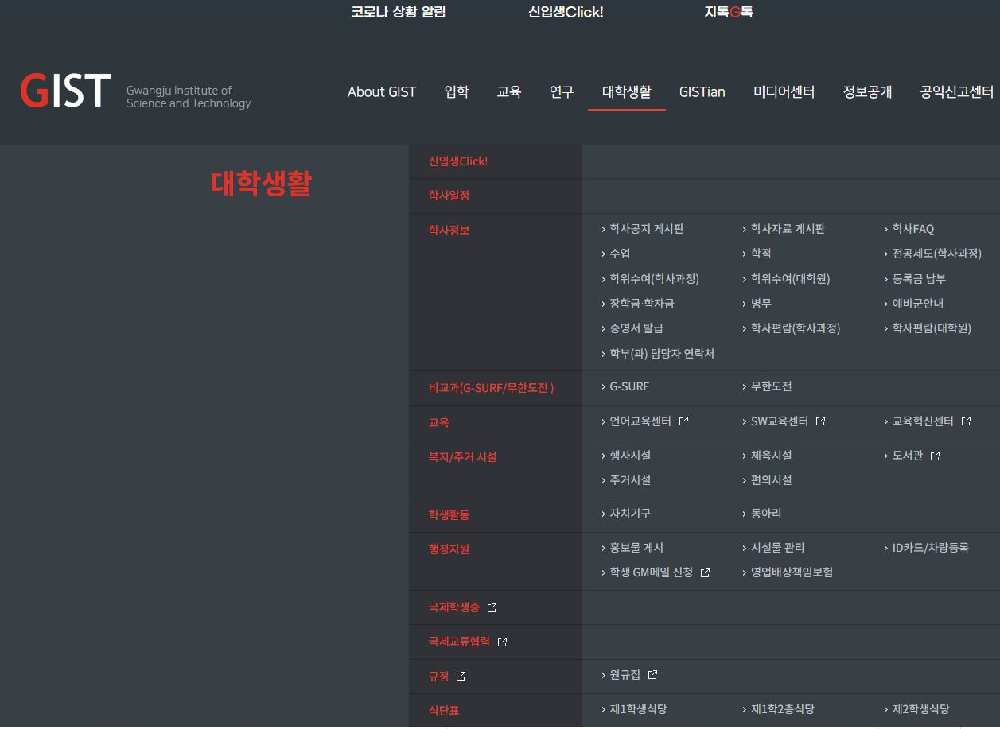 코로나 상황 알림 신입생Click! 지톡G톡
GIST Gwangju Institute of
Science and Technology
About GIST 입학 교육 연구 대학생활 GISTian 미디어센터 정보공개 공익신고센터
대학생활
신입생Click!
학사일정
학사정보
학사공지 게시판 학사자료 게시판 학사FAQ
수업 학적 전공제도(학사과정)
학위수여(학사과정) 학위수여(대학원) 등록금 납부
장학금·학자금 병무 예비군안내
증명서 발급 학사편람(학사과정) 학사편람(대학원)
학부(과) 담당자 연락처
비교과(G-SURF/무한도전 ) G-SURF 무한도전
교육 언어교육센터 SW교육센터 교육혁신센터
복지/주거 시설 행사시설 체육시설 도서관
주거시설 편의시설
학생활동 자치기구 동아리
행정지원 홍보물 게시 시설물 관리 ID카드/차량등록
학생 GM메일 신청 영업배상책임보험
국제학생증
국제교류협력
규정 원규집
식단표 제1학생식당 제1학2층식당 제2학생식당